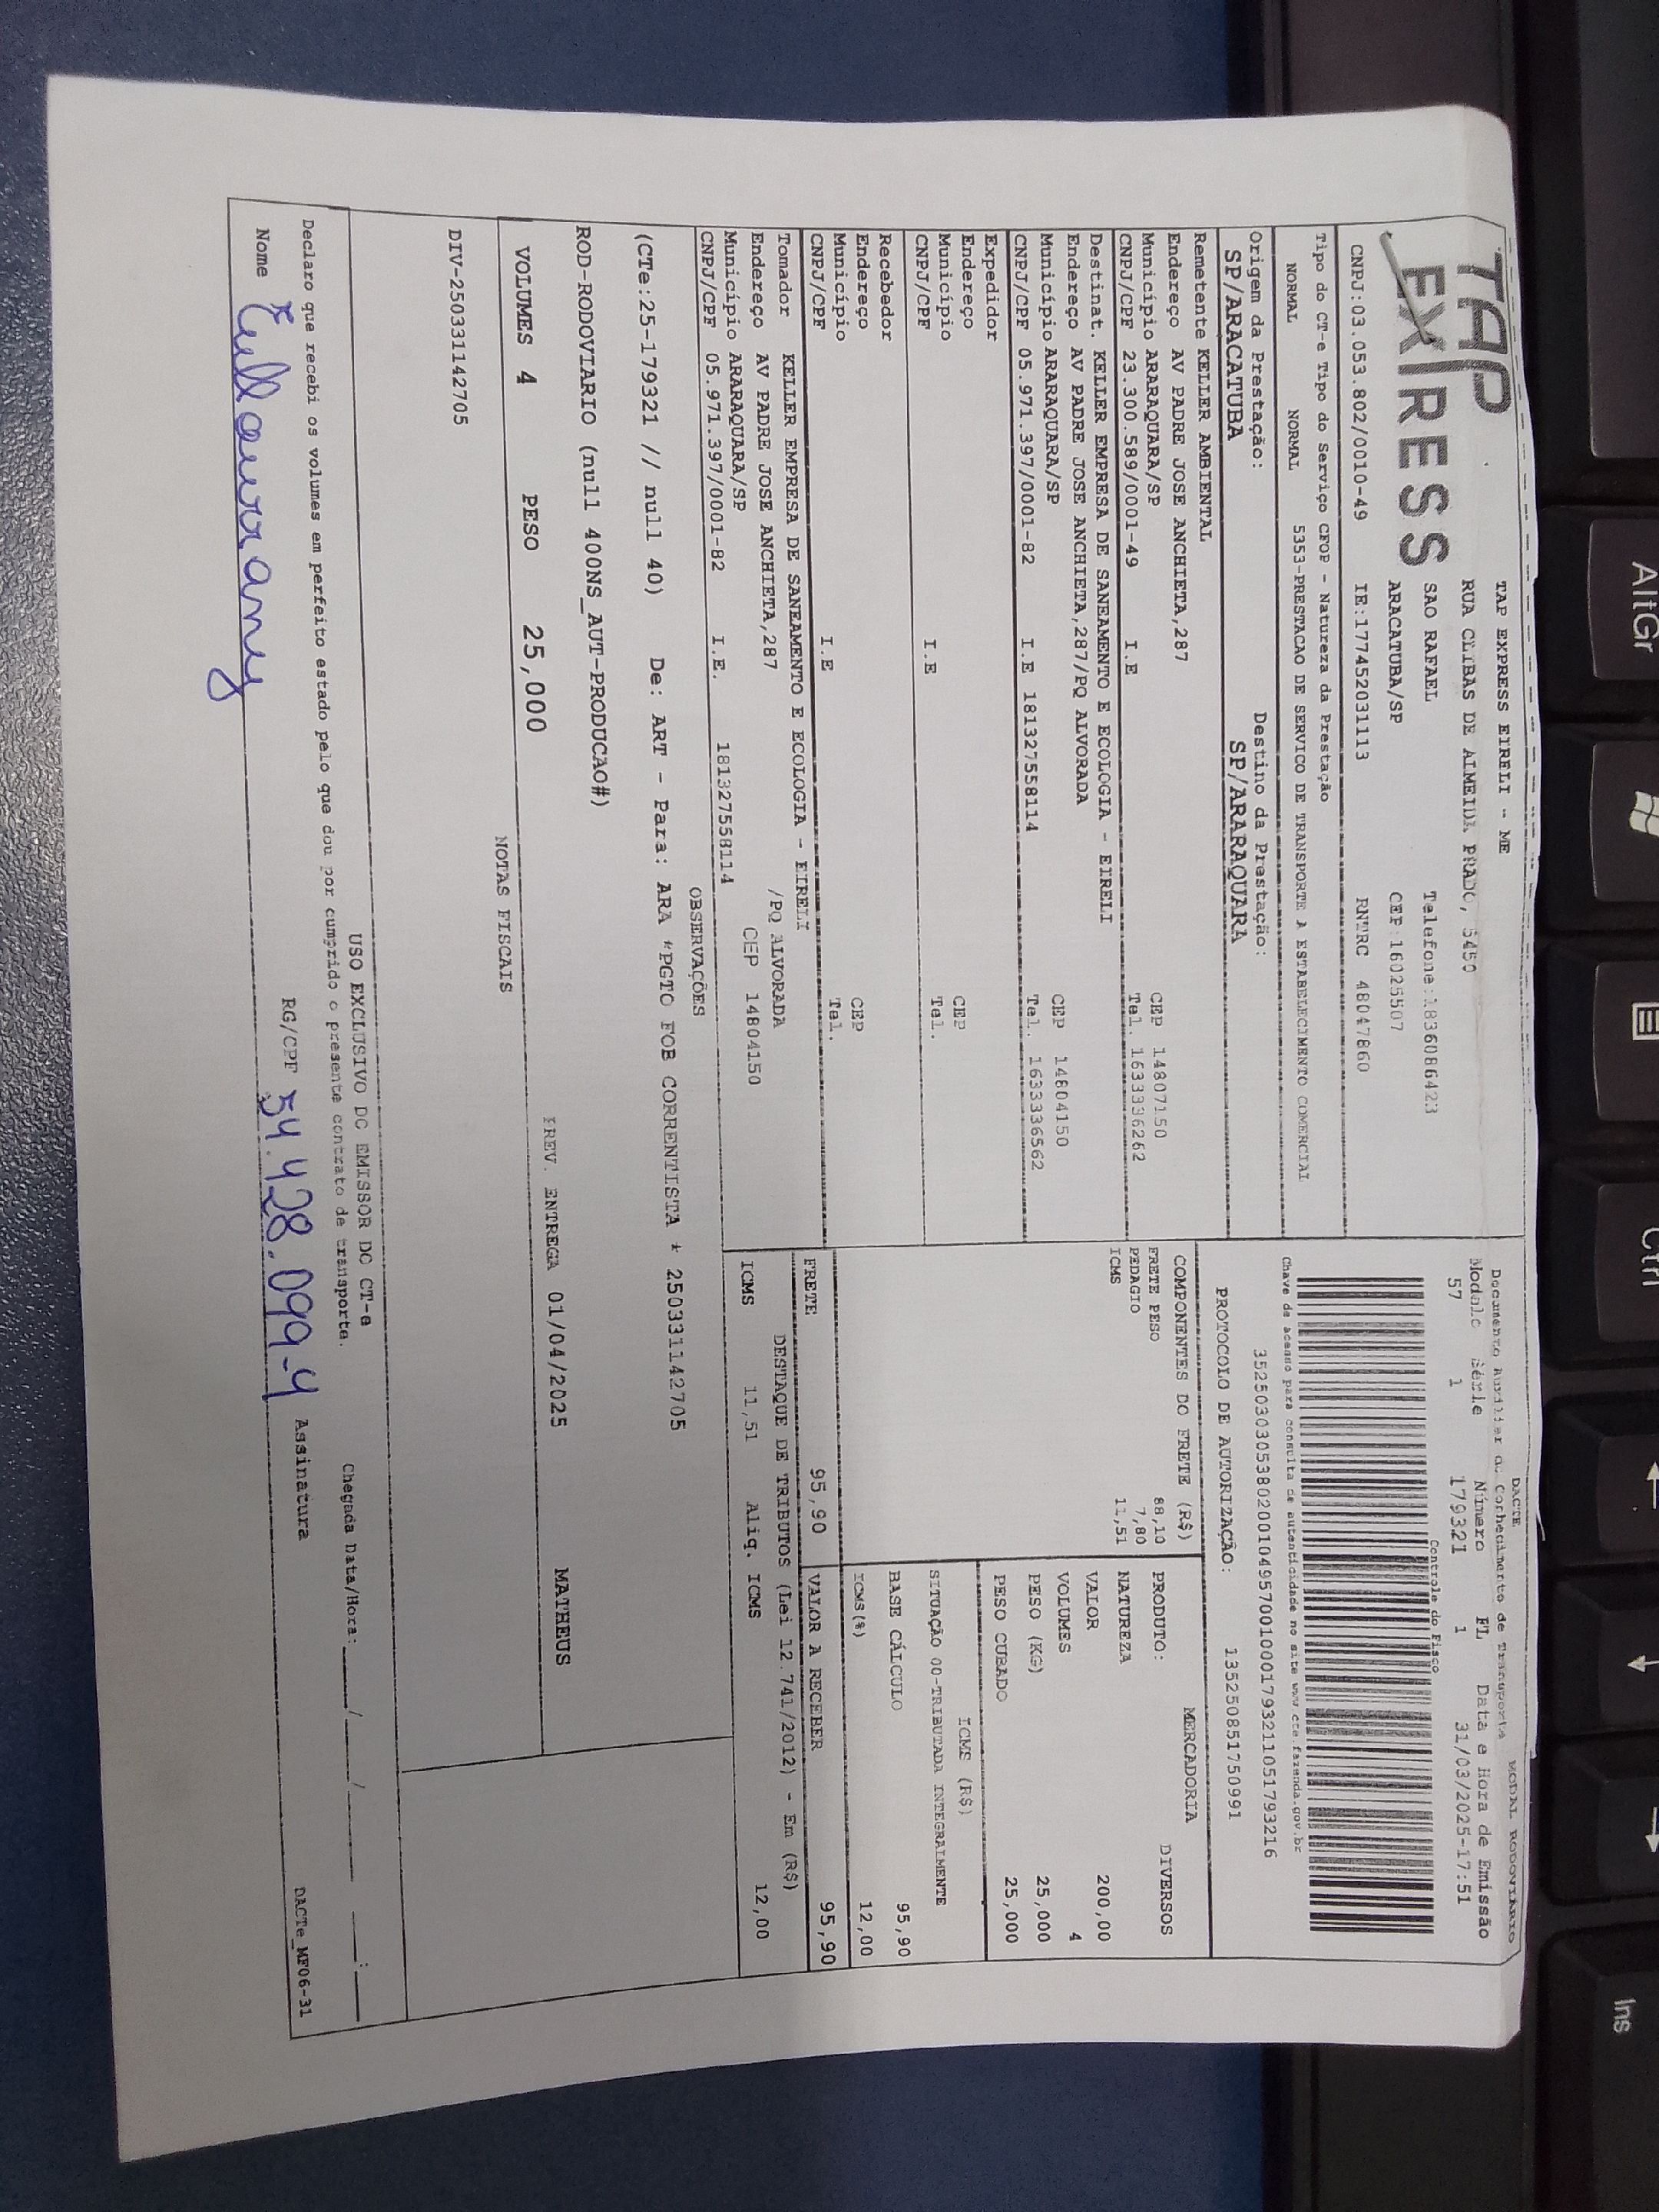 TAP
EXPRESS
TAP EXPRESS EIRELI - ME
RUA CLIBAS DE ALMEIDA PRADO, 5450
SAO RAFAEL Telefone:1836086423
ARACATUBA/SP CEP:16025507
CNPJ:03.053.802/0010-49 IE:177452031113 RNTRC 48047860
DACTE MODAL RODOVIÁRIO
Documento Auxiliar de Conhecimento de Transporte
Modelo Série Número FL Data e Hora de Emissão
57 1 179321 1 31/03/2025-17:51
Controle do Fisco
Tipo do CT-e Tipo do Serviço CFOP - Natureza da Prestação
NORMAL NORMAL 5353-PRESTACAO DE SERVICO DE TRANSPORTE A ESTABELECIMENTO COMERCIAL
Chave de acesso para consulta de autenticidade no site www.cte.fazenda.gov.br
35250303053802001049570010001793211051793216
Origem da Prestação: Destino da Prestação:
SP/ARACATUBA SP/ARARAQUARA
PROTOCOLO DE AUTORIZAÇÃO: 135250851750991
Remetente KELLER AMBIENTAL
Endereço AV PADRE JOSE ANCHIETA,287 CEP 14807150
Município ARARAQUARA/SP Tel. 1633336262
CNPJ/CPF 23.300.589/0001-49 I.E
Destinat. KELLER EMPRESA DE SANEAMENTO E ECOLOGIA - EIRELI
Endereço AV PADRE JOSE ANCHIETA,287/PQ ALVORADA CEP 14804150
Município ARARAQUARA/SP Tel. 1633336562
CNPJ/CPF 05.971.397/0001-82 I.E 181327558114
Expedidor
Endereço CEP
Município Tel.
CNPJ/CPF I.E
Recebedor
Endereço CEP
Município Tel.
CNPJ/CPF I.E
Tomador KELLER EMPRESA DE SANEAMENTO E ECOLOGIA - EIRELI
Endereço AV PADRE JOSE ANCHIETA,287 /PQ ALVORADA
Município ARARAQUARA/SP CEP 14804150
CNPJ/CPF 05.971.397/0001-82 I.E. 181327558114
COMPONENTES DO FRETE (R$)
FRETE PESO 88,10
PEDAGIO 7,80
ICMS 11,51
MERCADORIA
PRODUTO: DIVERSOS
NATUREZA
VALOR 200,00
VOLUMES 4
PESO (KG) 25,000
PESO CUBADO 25,000
ICMS (R$)
SITUAÇÃO 00-TRIBUTADA INTEGRALMENTE
BASE CÁLCULO 95,90
ICMS(%) 12,00
FRETE 95,90 VALOR A RECEBER 95,90
DESTAQUE DE TRIBUTOS (Lei 12.741/2012) - Em (R$)
ICMS 11,51 Aliq. ICMS 12,00
OBSERVAÇÕES
(CTe:25-179321 // null 40) De: ART - Para: ARA *PGTO FOB CORRENTISTA * 250331142705
ROD-RODOVIARIO (null 400NS_AUT-PRODUCAO#)
VOLUMES 4 PESO 25,000 PREV. ENTREGA 01/04/2025 MATHEUS
NOTAS FISCAIS
DIV-250331142705
USO EXCLUSIVO DO EMISSOR DO CT-e
Declaro que recebi os volumes em perfeito estado pelo que dou por cumprido o presente contrato de transporte. Chegada Data/Hora: ___/___/___ ___:___
Nome RG/CPF 54.428.099-4 Assinatura DACTe_MF06-31
AltGr
Ctrl
Ins